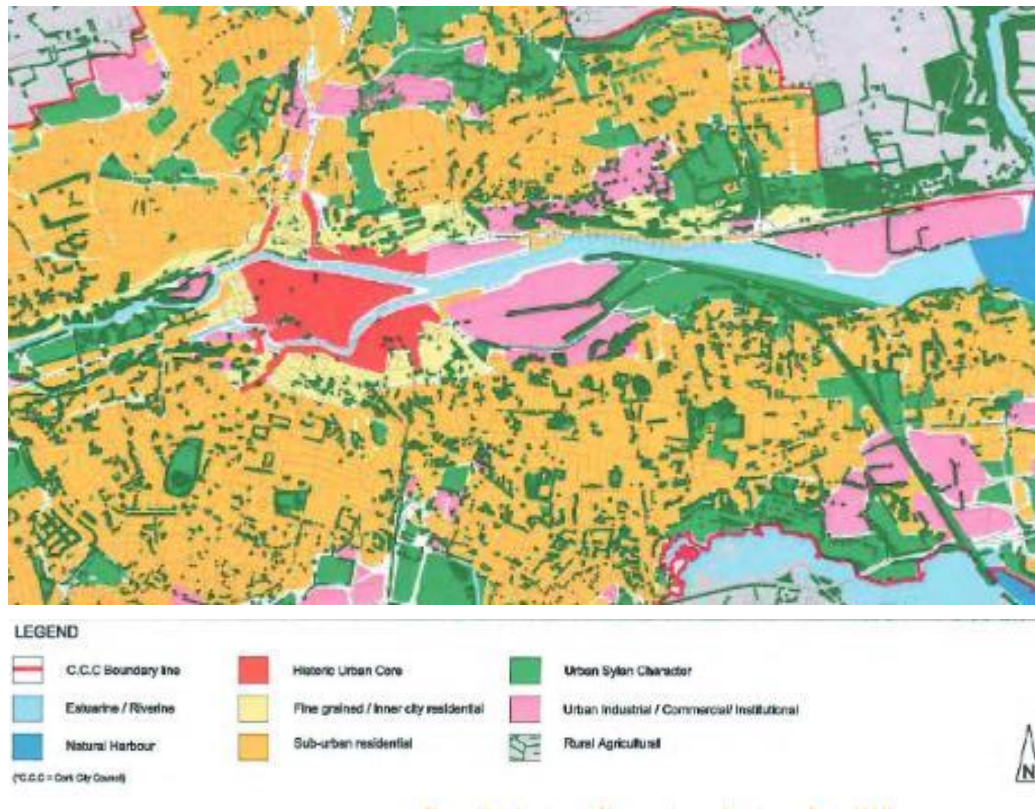 LEGEND
C.C.C Boundary line
Historic Urban Core
Urban Sylan Character
Estuarine / Riverine
Fine grained / Inner city residential
Urban Industrial / Commercial/ Institutional
Natural Harbour
Sub-urban residential
Rural Agricultural
(*C.C.C = Cork City Council)
N